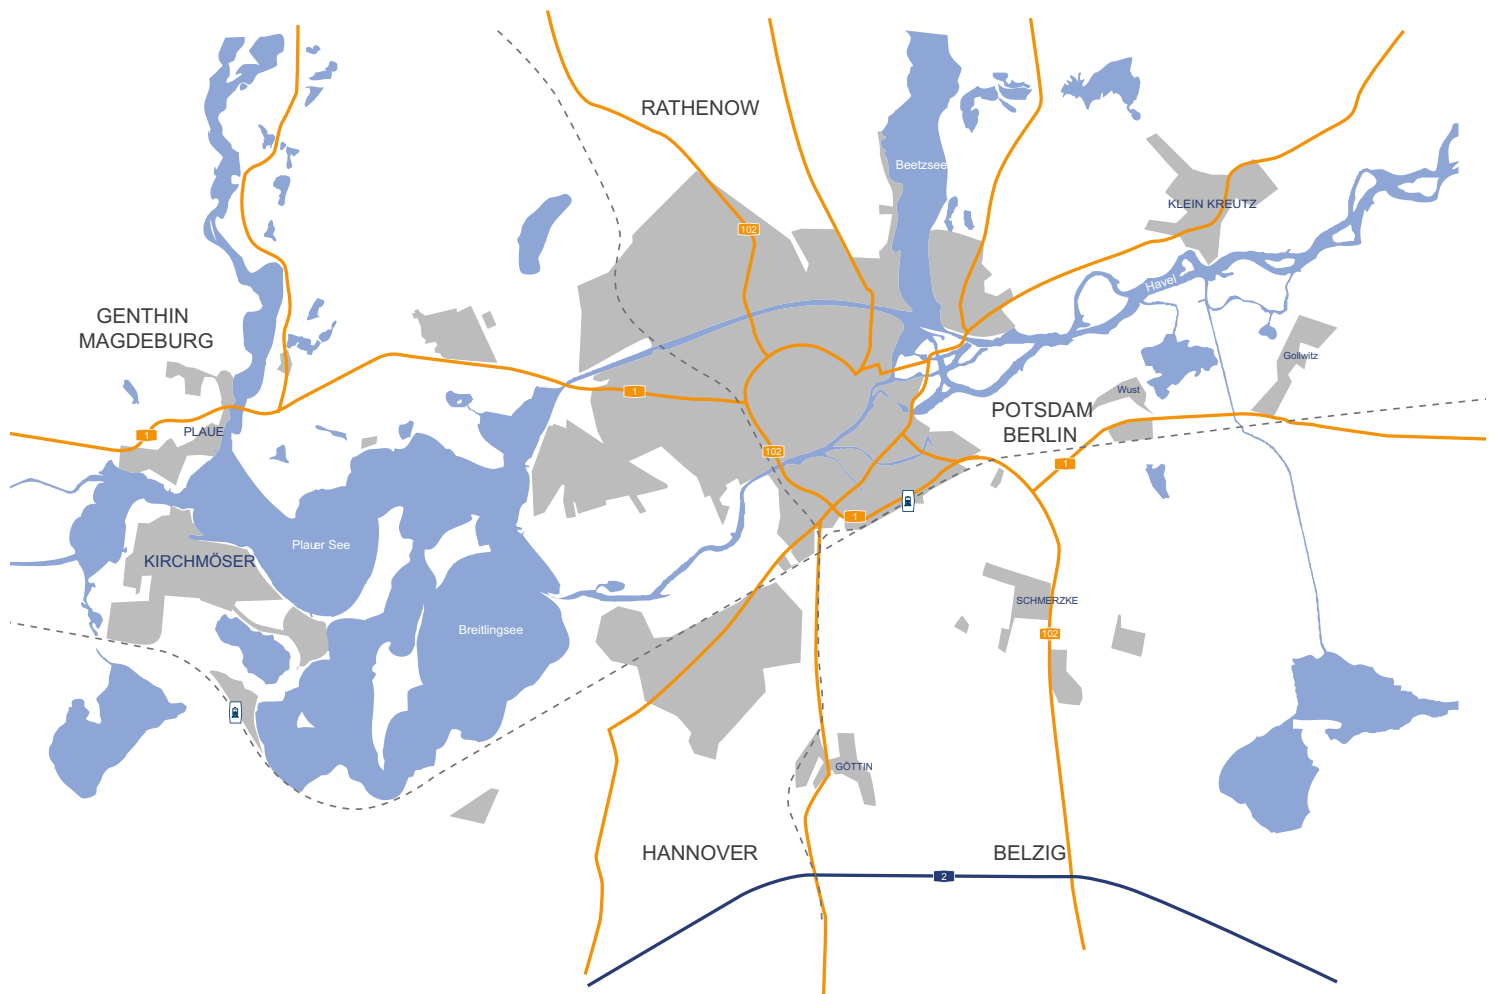 RATHENOW
Beetzsee
KLEIN KREUTZ
102
Havel
GENTHIN
MAGDEBURG
Gollwitz
1
Wust
POTSDAM
BERLIN
1
PLAUE
102
1
1
Plauer See
KIRCHMÖSER
SCHMERZKE
Breitlingsee
102
GÖTTIN
HANNOVER
BELZIG
2